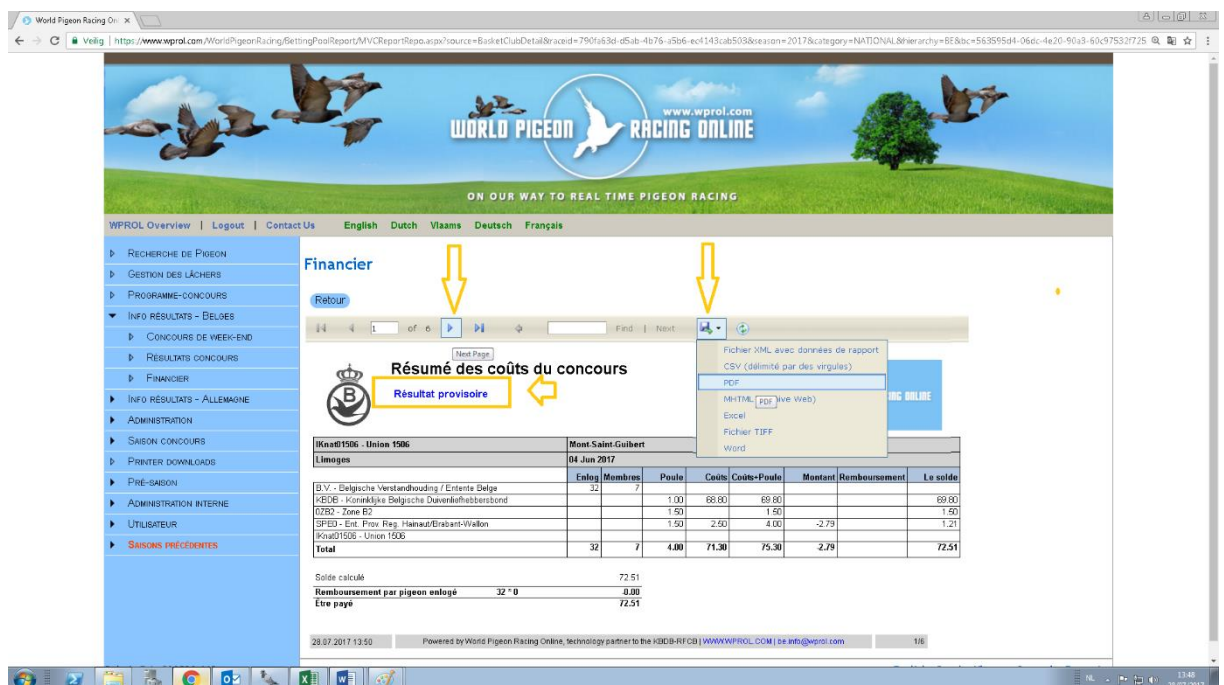 World Pigeon Racing On
Veilig | https://www.wprol.com/WorldPigeonRacing/BettingPoolReport/MVCReportRepo.aspx?source=BasketClubDetail&raceid=790fa63d-d5ab-4b76-a5b6-ec4143cab503&season=2017&category=NATIONAL&hierarchy=BE&bc=563595d4-06dc-4e20-90a3-60c97532f725
WORLD PIGEON RACING ONLINE
www.wprol.com
ON OUR WAY TO REAL TIME PIGEON RACING
WPROL Overview | Logout | Contact Us English Dutch Vlaams Deutsch Français
Recherche de Pigeon
Gestion des lâchers
Programme-concours
Info résultats - Belges
Concours de week-end
Résultats concours
Financier
Info résultats - Allemagne
Administration
Saison concours
Printer downloads
Pré-saison
Administration interne
Utilisateur
Saisons précédentes
Financier
Retour
1 of 6 Find | Next
Next Page
Fichier XML avec données de rapport
CSV (délimité par des virgules)
PDF
MHTML ive Web)
PDF
Excel
Fichier TIFF
Word
Résumé des coûts du concours
Résultat provisoire
B
ING ONLINE
IKnat01506 - Union 1506 Mont-Saint-Guibert
Limoges 04 Jun 2017
Enlog Membres Poule Coûts Coûts+Poule Montant Remboursement Le solde
B.V. - Belgische Verstandhouding / Entente Belge 32 7
KBDB - Koninklijke Belgische Duivenliefhebbersbond 1.00 68.80 69.80 69.80
0ZB2 - Zone B2 1.50 1.50 1.50
SPE0 - Ent. Prov. Reg. Hainaut/Brabant-Wallon 1.50 2.50 4.00 -2.79 1.21
IKnat01506 - Union 1506
Total 32 7 4.00 71.30 75.30 -2.79 72.51
Solde calculé 72.51
Remboursement par pigeon enlogé 32 * 0 -0.00
Être payé 72.51
28.07.2017 13:50 Powered by World Pigeon Racing Online, technology partner to the KBDB-RFCB | WWW.WPROL.COM | be.info@wprol.com 1/6
NL 13:48
28/07/2017